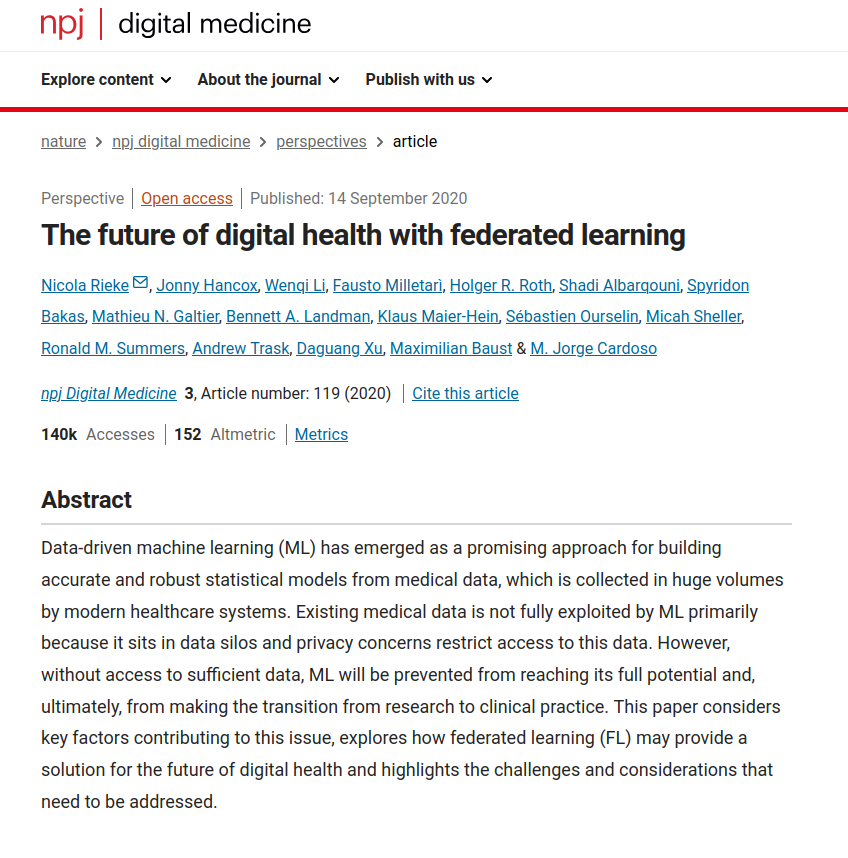 npj | digital medicine
Explore content About the journal Publish with us
nature > npj digital medicine > perspectives > article
Perspective | Open access | Published: 14 September 2020
The future of digital health with federated learning
Nicola Rieke, Jonny Hancox, Wenqi Li, Fausto Milletarì, Holger R. Roth, Shadi Albarqouni, Spyridon
Bakas, Mathieu N. Galtier, Bennett A. Landman, Klaus Maier-Hein, Sébastien Ourselin, Micah Sheller,
Ronald M. Summers, Andrew Trask, Daguang Xu, Maximilian Baust & M. Jorge Cardoso
npj Digital Medicine 3, Article number: 119 (2020) | Cite this article
140k Accesses | 152 Altmetric | Metrics
Abstract
Data-driven machine learning (ML) has emerged as a promising approach for building
accurate and robust statistical models from medical data, which is collected in huge volumes
by modern healthcare systems. Existing medical data is not fully exploited by ML primarily
because it sits in data silos and privacy concerns restrict access to this data. However,
without access to sufficient data, ML will be prevented from reaching its full potential and,
ultimately, from making the transition from research to clinical practice. This paper considers
key factors contributing to this issue, explores how federated learning (FL) may provide a
solution for the future of digital health and highlights the challenges and considerations that
need to be addressed.